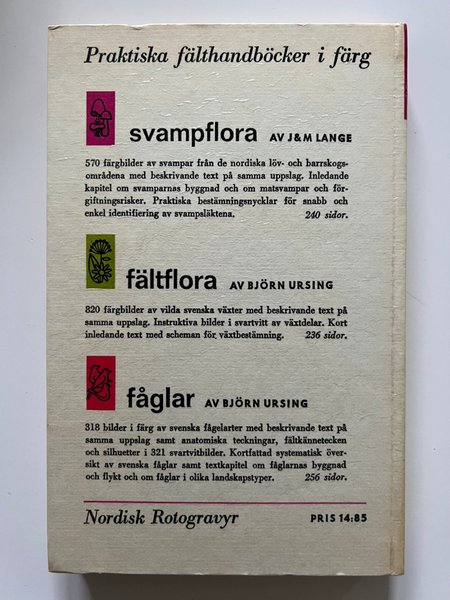 Praktiska fälthandböcker i färg
svampflora AV J&M LANGE
570 färgbilder av svampar från de nordiska löv- och barrskogs-
områdena med beskrivande text på samma uppslag. Inledande
kapitel om svamparnas byggnad och om matsvampar och för-
giftningsrisker. Praktiska bestämningsnycklar för snabb och
enkel identifiering av svampsläktena. 240 sidor.
fältflora AV BJÖRN URSING
820 färgbilder av vilda svenska växter med beskrivande text på
samma uppslag. Instruktiva bilder i svartvitt av växtdelar. Kort
inledande text med scheman för växtbestämning. 236 sidor.
fåglar AV BJÖRN URSING
318 bilder i färg av svenska fågelarter med beskrivande text på
samma uppslag samt anatomiska teckningar, fältkännetecken
och silhuetter i 321 svartvitbilder. Kortfattad systematisk över-
sikt av svenska fåglar samt textkapitel om fåglarnas byggnad
och flykt och om fåglar i olika landskapstyper. 256 sidor.
Nordisk Rotogravyr PRIS 14:85